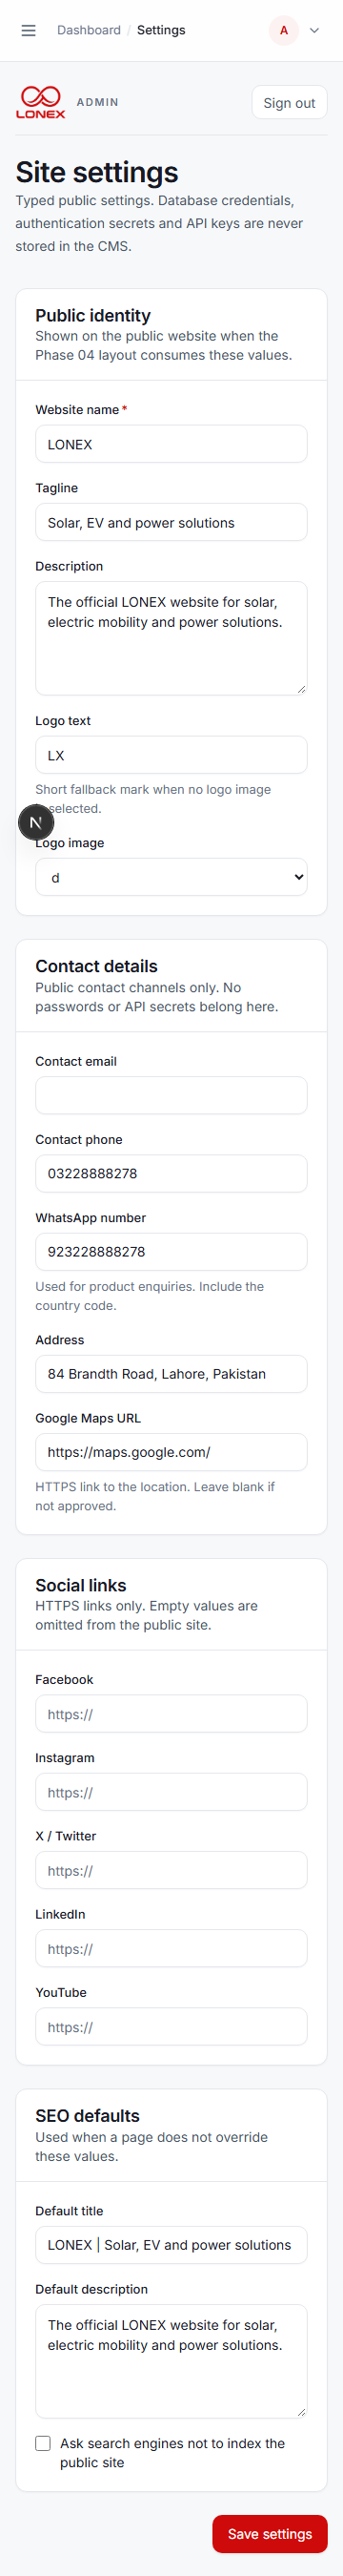 Dashboard / Settings
A
LONEX
ADMIN
Sign out
Site settings
Typed public settings. Database credentials,
authentication secrets and API keys are never
stored in the CMS.
Public identity
Shown on the public website when the
Phase 04 layout consumes these values.
Website name *
LONEX
Tagline
Solar, EV and power solutions
Description
The official LONEX website for solar,
electric mobility and power solutions.
Logo text
LX
Short fallback mark when no logo image
selected.
N
Logo image
d
Contact details
Public contact channels only. No
passwords or API secrets belong here.
Contact email
Contact phone
03228888278
WhatsApp number
923228888278
Used for product enquiries. Include the
country code.
Address
84 Brandth Road, Lahore, Pakistan
Google Maps URL
https://maps.google.com/
HTTPS link to the location. Leave blank if
not approved.
Social links
HTTPS links only. Empty values are
omitted from the public site.
Facebook
https://
Instagram
https://
X / Twitter
https://
LinkedIn
https://
YouTube
https://
SEO defaults
Used when a page does not override
these values.
Default title
LONEX | Solar, EV and power solutions
Default description
The official LONEX website for solar,
electric mobility and power solutions.
Ask search engines not to index the
public site
Save settings